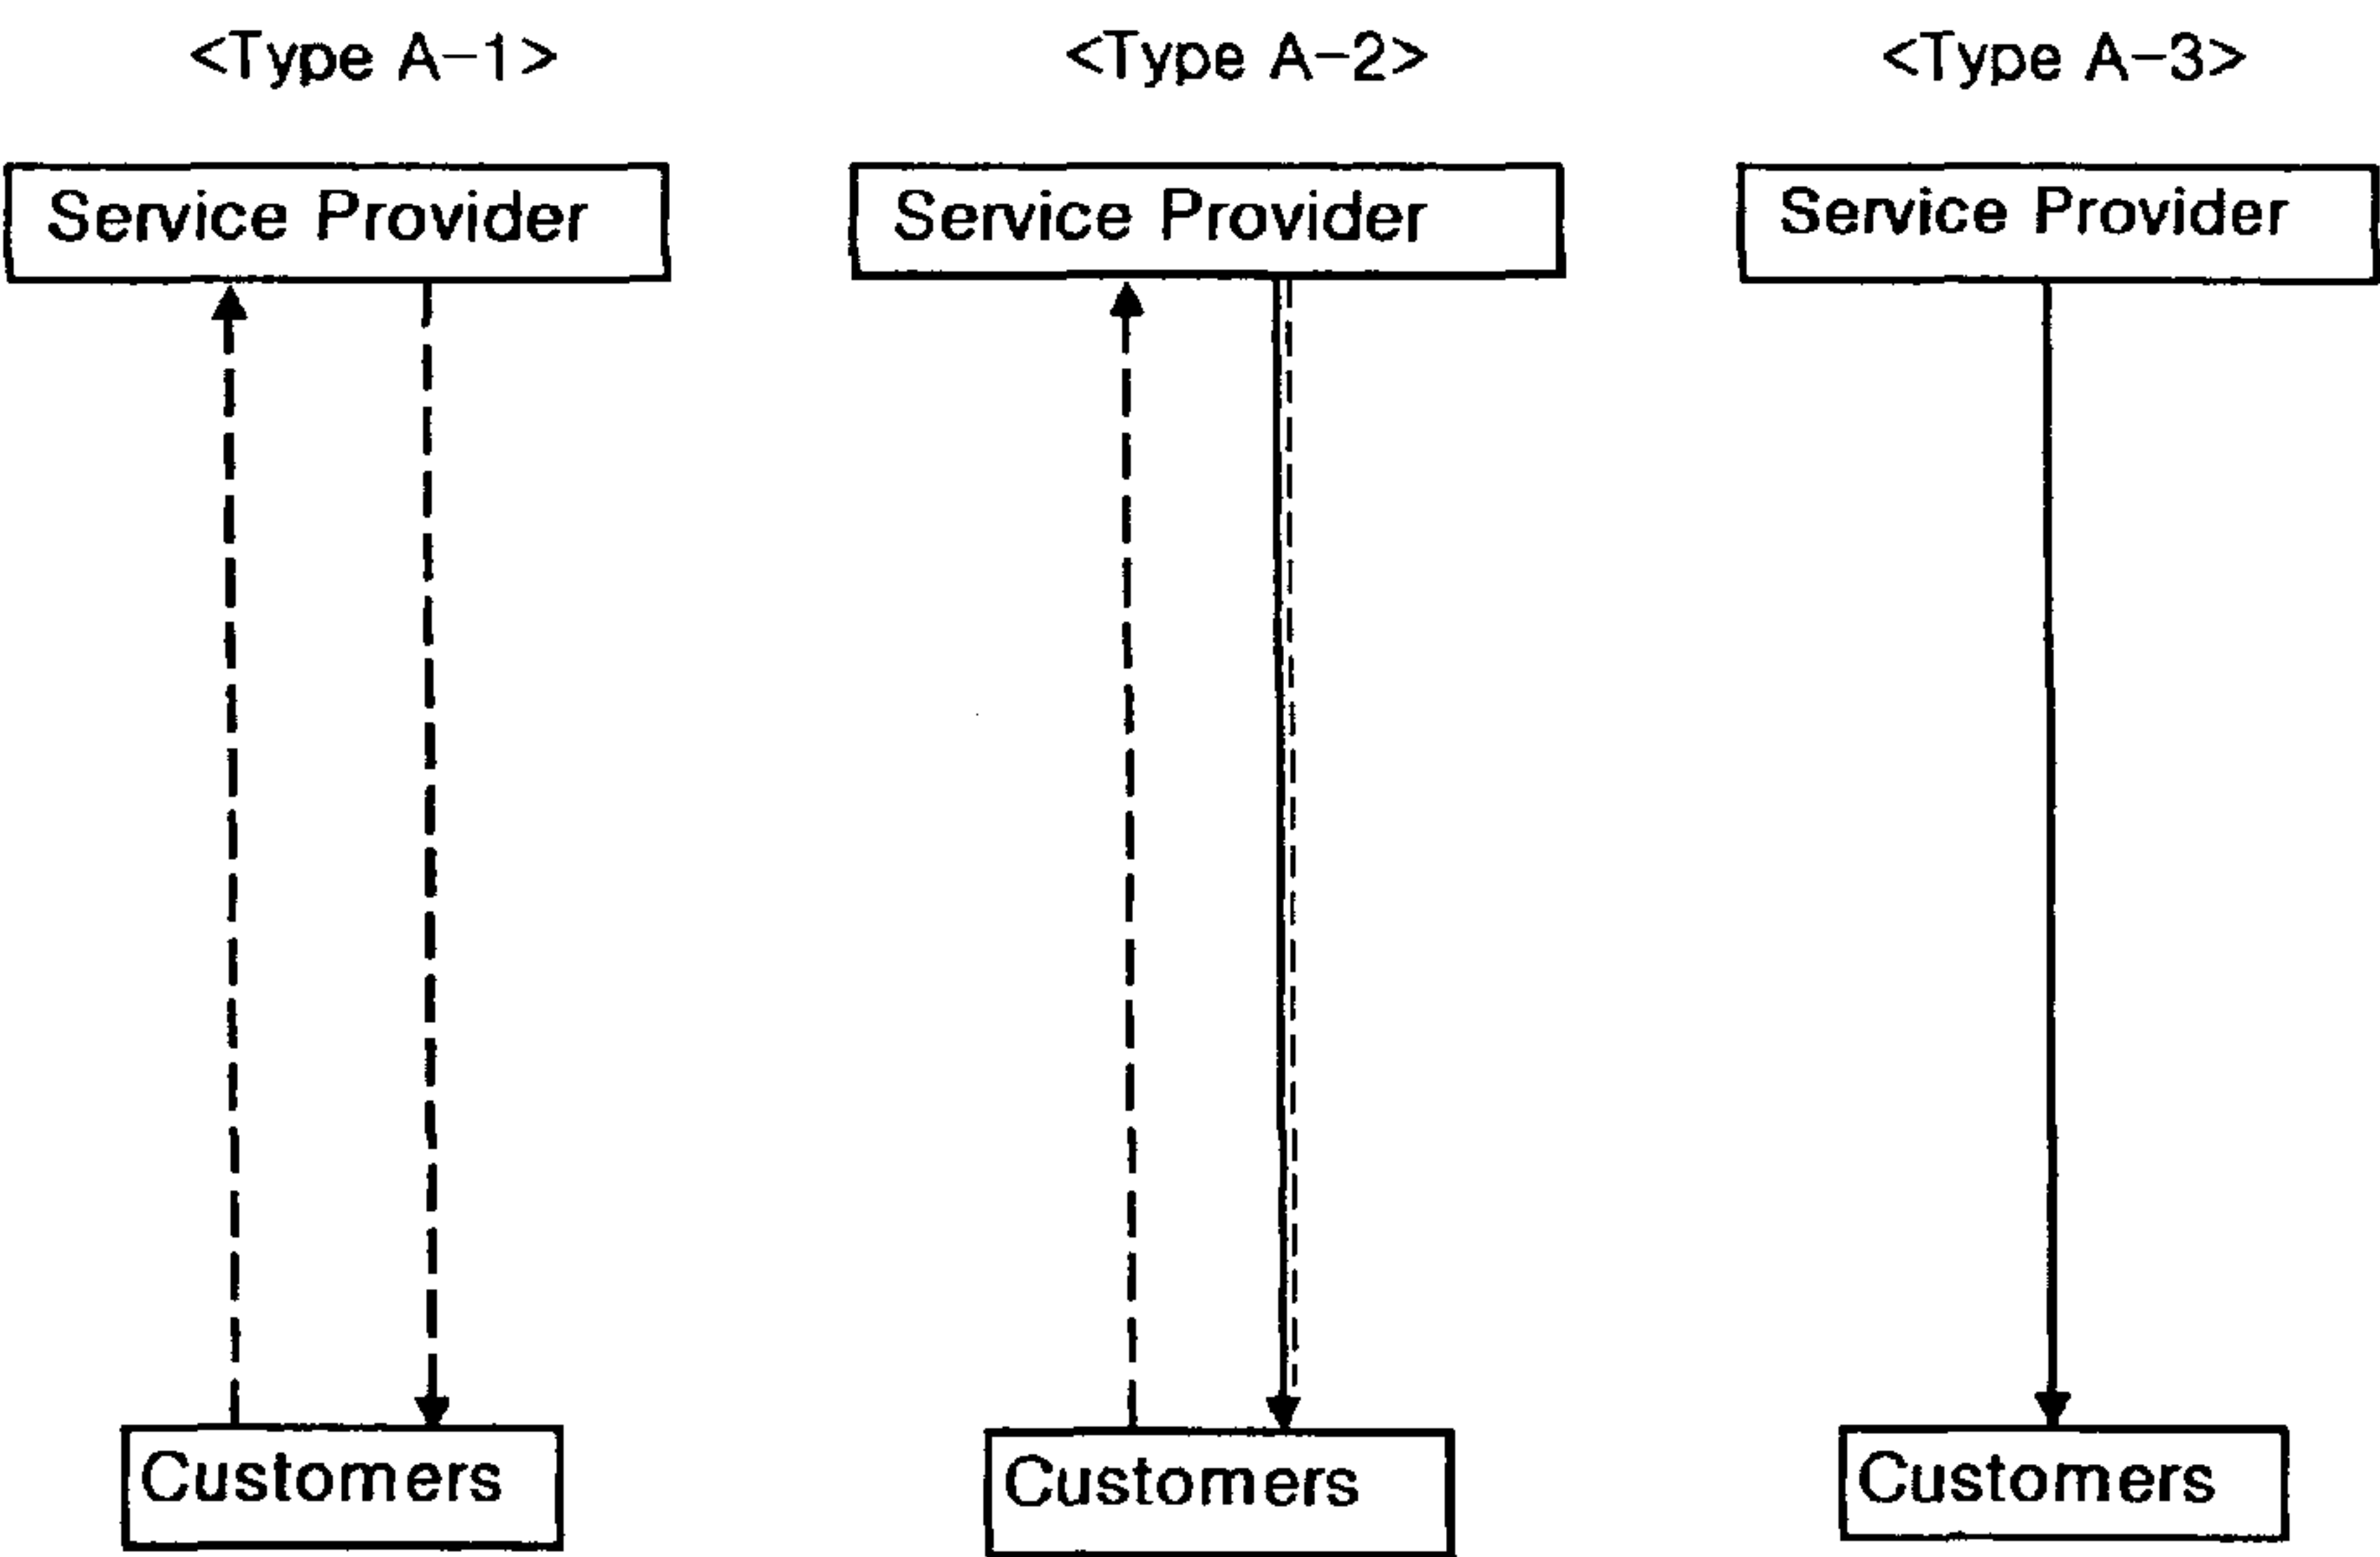 <Type A-1>
<Type A-2>
<Type A-3>
Service Provider
Service Provider
Service Provider
Customers
Customers
Customers